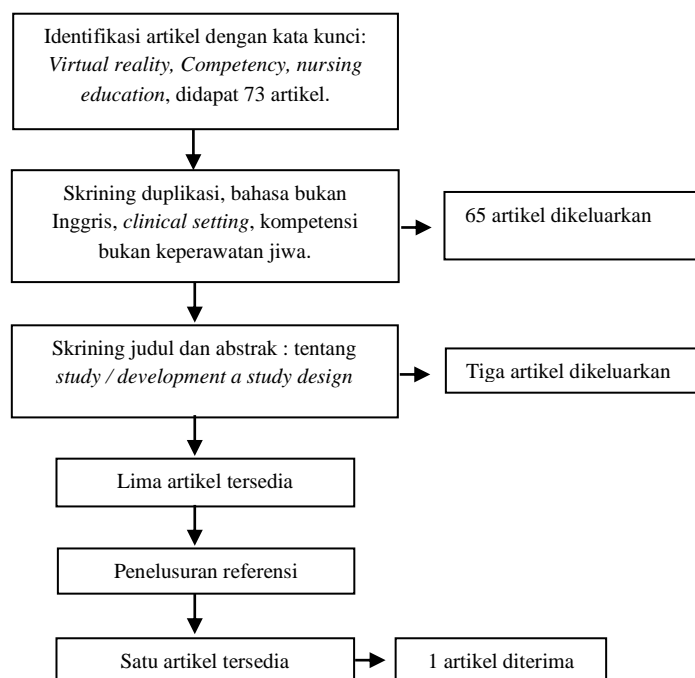 Identifikasi artikel dengan kata kunci:
Virtual reality, Competency, nursing
education, didapat 73 artikel.
Skrining duplikasi, bahasa bukan
Inggris, clinical setting, kompetensi
bukan keperawatan jiwa.
65 artikel dikeluarkan
Skrining judul dan abstrak : tentang
study / development a study design
Tiga artikel dikeluarkan
Lima artikel tersedia
Penelusuran referensi
Satu artikel tersedia
1 artikel diterima